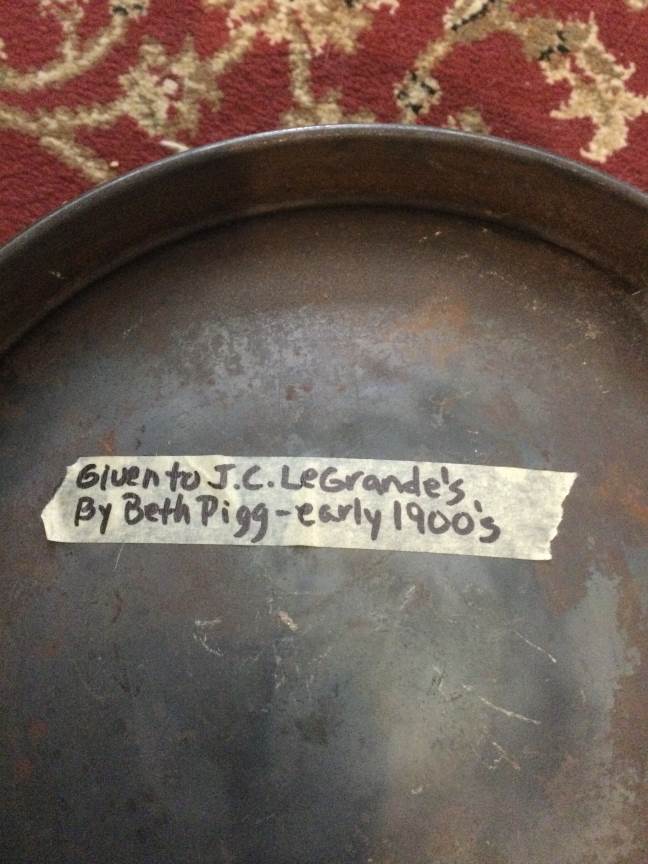 Given to J.C. LeGrande's
By Beth Pigg - early 1900's